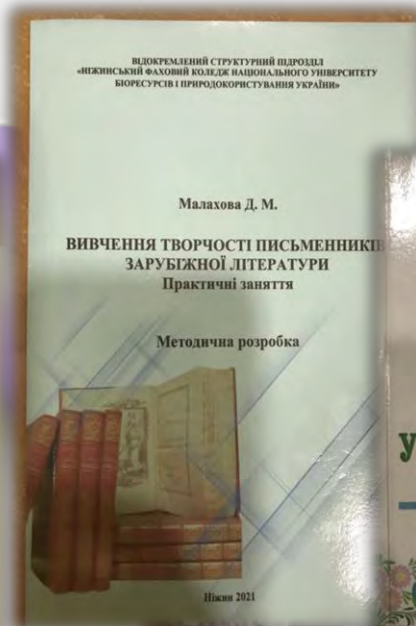 ВІДОКРЕМЛЕНИЙ СТРУКТУРНИЙ ПІДРОЗДІЛ
«НІЖИНСЬКИЙ ФАХОВИЙ КОЛЕДЖ НАЦІОНАЛЬНОГО УНІВЕРСИТЕТУ
БІОРЕСУРСІВ І ПРИРОДОКОРИСТУВАННЯ УКРАЇНИ»
Малахова Д. М.
ВИВЧЕННЯ ТВОРЧОСТІ ПИСЬМЕННИКІВ
ЗАРУБІЖНОЇ ЛІТЕРАТУРИ
Практичні заняття
Методична розробка
Ніжин 2021